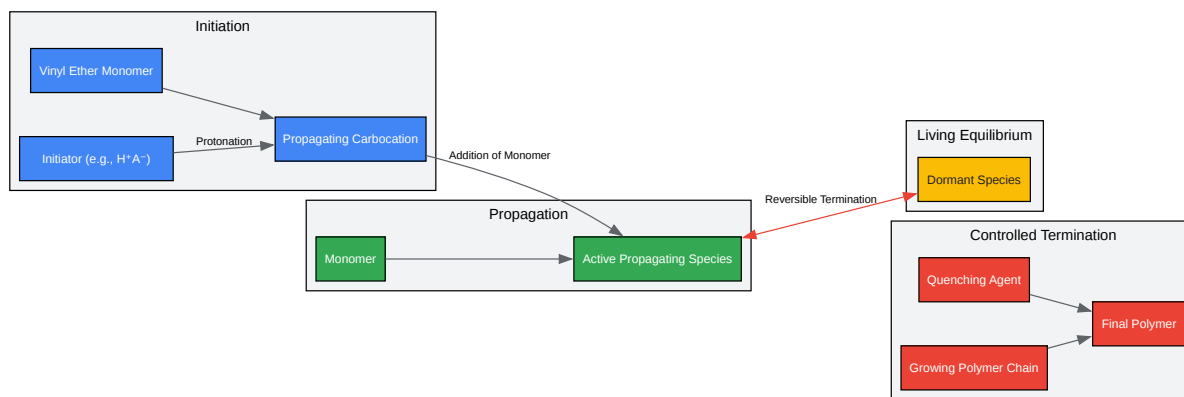 Initiation
Vinyl Ether Monomer
Initiator (e.g., H⁺A⁻)
Protonation
Propagating Carbocation
Addition of Monomer
Propagation
Monomer
Active Propagating Species
Reversible Termination
Living Equilibrium
Dormant Species
Controlled Termination
Quenching Agent
Growing Polymer Chain
Final Polymer